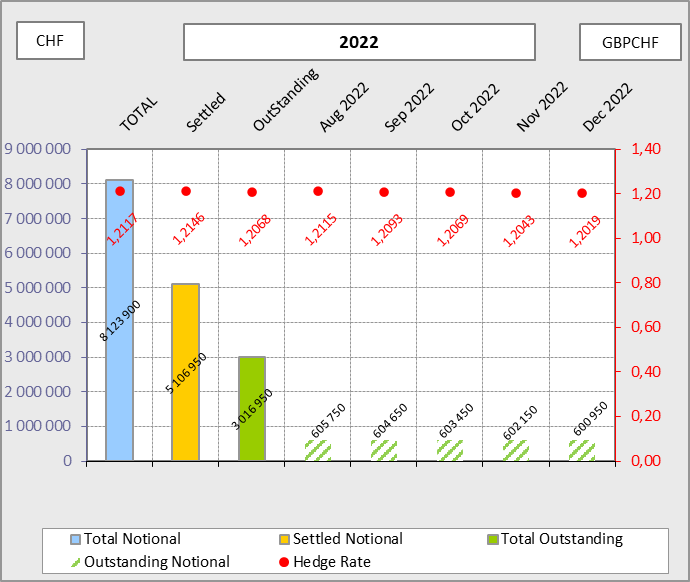 CHF
2022
GBPCHF
TOTAL
Settled
OutStanding
Aug 2022
Sep 2022
Oct 2022
Nov 2022
Dec 2022
9 000 000
8 000 000
7 000 000
6 000 000
5 000 000
4 000 000
3 000 000
2 000 000
1 000 000
0
1,2117
1,2146
1,2068
1,2115
1,2093
1,2069
1,2043
1,2019
8 123 900
5 106 950
3 016 950
605 750
604 650
603 450
602 150
600 950
1,40
1,20
1,00
0,80
0,60
0,40
0,20
0,00
Total Notional
Settled Notional
Total Outstanding
Outstanding Notional
Hedge Rate